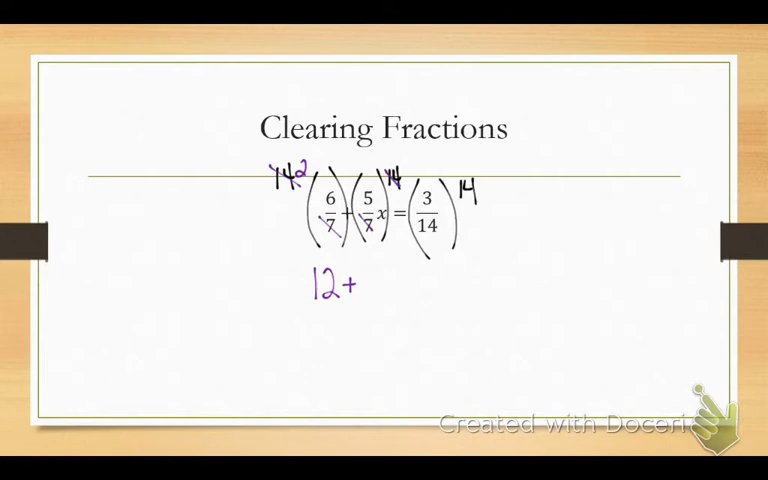 Clearing Fractions
14 2 (6/7) + (5/7 x) 14 = (3/14) 14
12 +
Created with Doceri